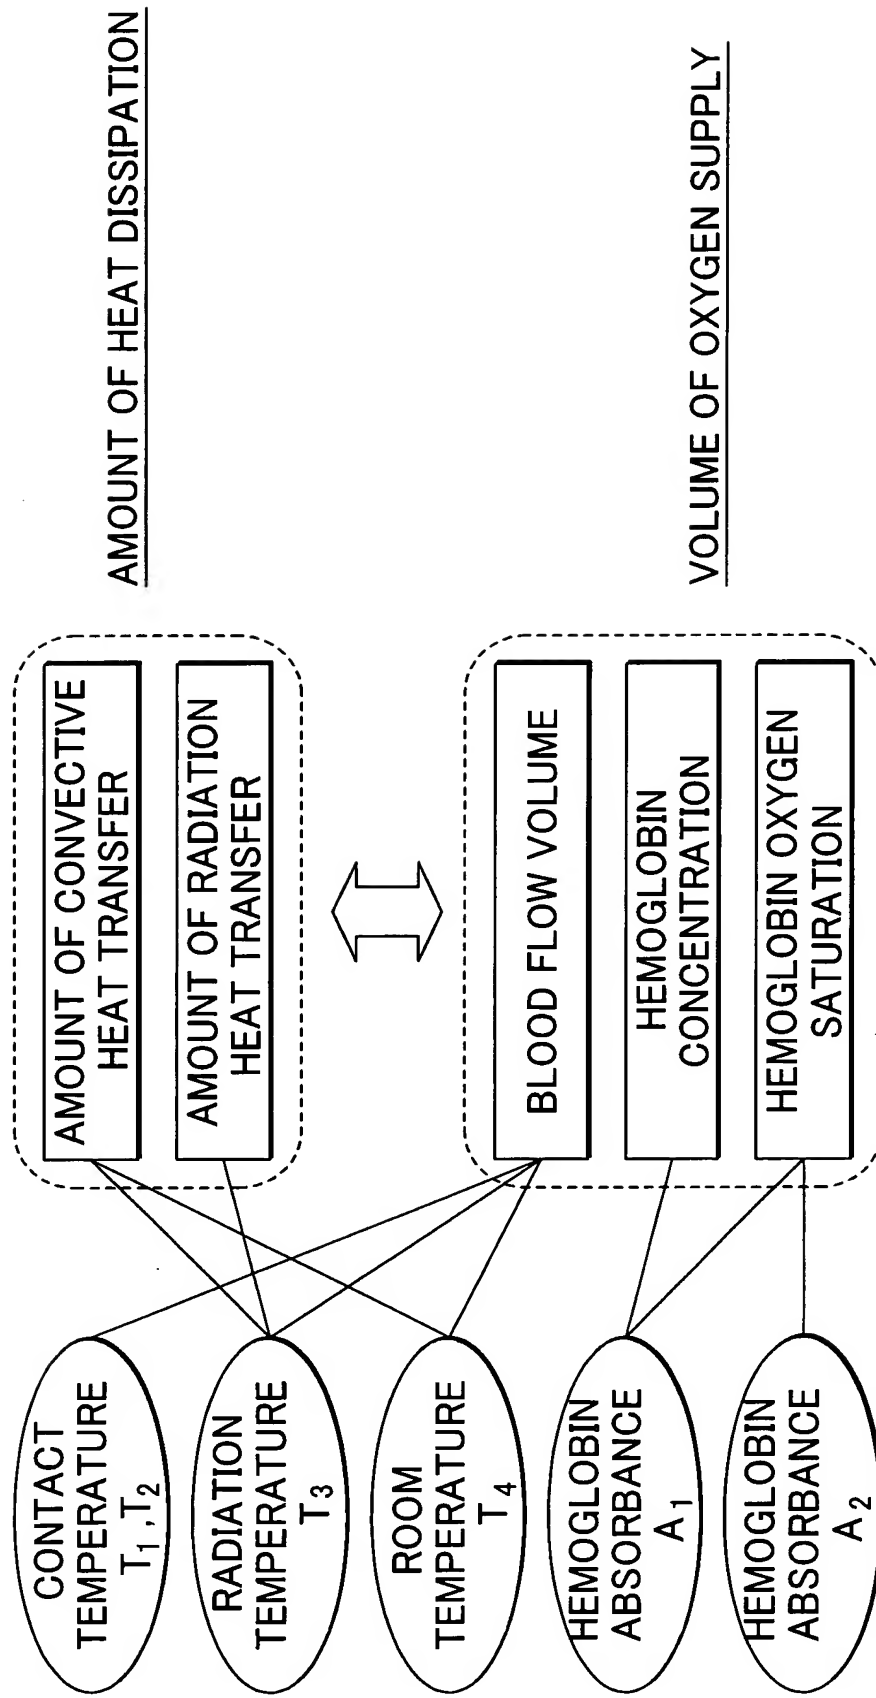 CONTACT
TEMPERATURE
T₁,T₂
RADIATION
TEMPERATURE
T₃
ROOM
TEMPERATURE
T₄
HEMOGLOBIN
ABSORBANCE
A₁
HEMOGLOBIN
ABSORBANCE
A₂
AMOUNT OF CONVECTIVE
HEAT TRANSFER
AMOUNT OF RADIATION
HEAT TRANSFER
BLOOD FLOW VOLUME
HEMOGLOBIN
CONCENTRATION
HEMOGLOBIN OXYGEN
SATURATION
AMOUNT OF HEAT DISSIPATION
VOLUME OF OXYGEN SUPPLY